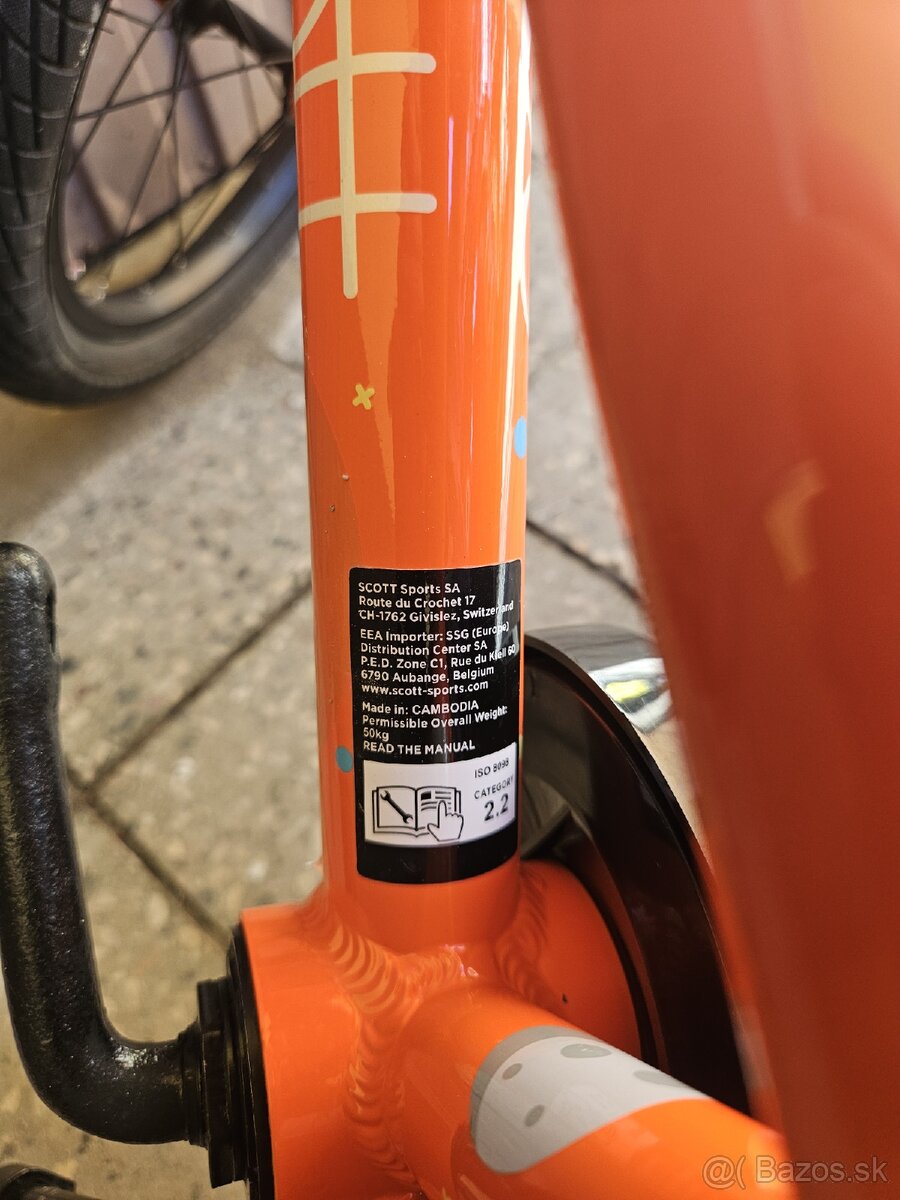 SCOTT Sports SA
Route du Crochet 17
CH-1762 Givisiez, Switzerland
EEA Importer: SSG (Europe)
Distribution Center SA
P.E.D. Zone C1, Rue du Kiell 60
6790 Aubange, Belgium
www.scott-sports.com
Made in: CAMBODIA
Permissible Overall Weight:
50kg
READ THE MANUAL
ISO 8098
CATEGORY
2.2
@( Bazos.sk